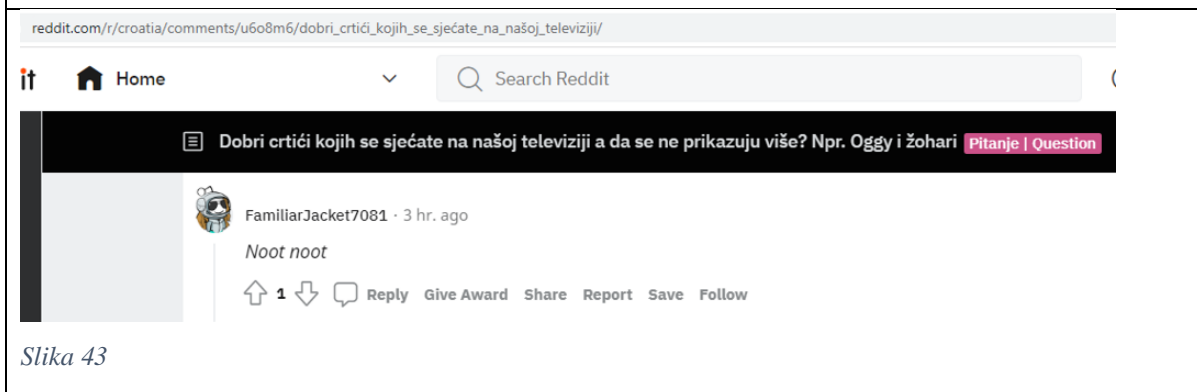 reddit.com/r/croatia/comments/u6o8m6/dobri_crtići_kojih_se_sjećate_na_našoj_televiziji/
it Home Search Reddit
Dobri crtići kojih se sjećate na našoj televiziji a da se ne prikazuju više? Npr. Oggy i žohari Pitanje | Question
FamiliarJacket7081 · 3 hr. ago
Noot noot
1 Reply Give Award Share Report Save Follow
Slika 43